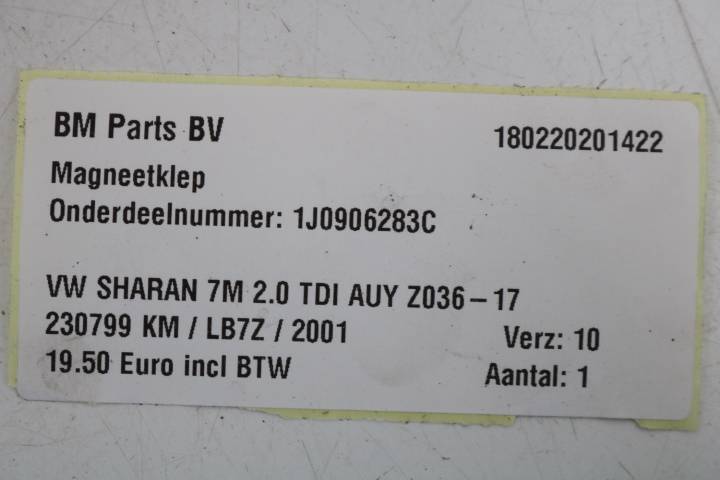 BM Parts BV 180220201422
Magneetklep
Onderdeelnummer: 1J0906283C
VW SHARAN 7M 2.0 TDI AUY Z036-17
230799 KM / LB7Z / 2001 Verz: 10
19.50 Euro incl BTW Aantal: 1